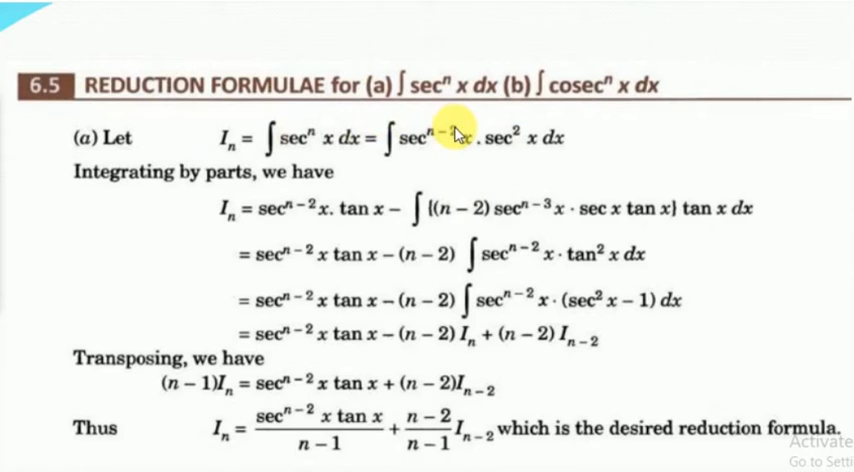 6.5 REDUCTION FORMULAE for (a) ∫ secⁿ x dx (b) ∫ cosecⁿ x dx
(a) Let Iₙ = ∫ secⁿ x dx = ∫ secⁿ⁻²x . sec² x dx
Integrating by parts, we have
Iₙ = secⁿ⁻²x. tan x – ∫ {(n – 2) secⁿ⁻³x · sec x tan x} tan x dx
= secⁿ⁻² x tan x – (n – 2) ∫ secⁿ⁻² x · tan² x dx
= secⁿ⁻² x tan x – (n – 2) ∫ secⁿ⁻² x · (sec² x – 1) dx
= secⁿ⁻² x tan x – (n – 2) Iₙ + (n – 2) Iₙ₋₂
Transposing, we have
(n – 1)Iₙ = secⁿ⁻² x tan x + (n – 2)Iₙ₋₂
Thus Iₙ = (secⁿ⁻² x tan x)/(n – 1) + (n – 2)/(n – 1) Iₙ₋₂ which is the desired reduction formula.
Activate
Go to Setti